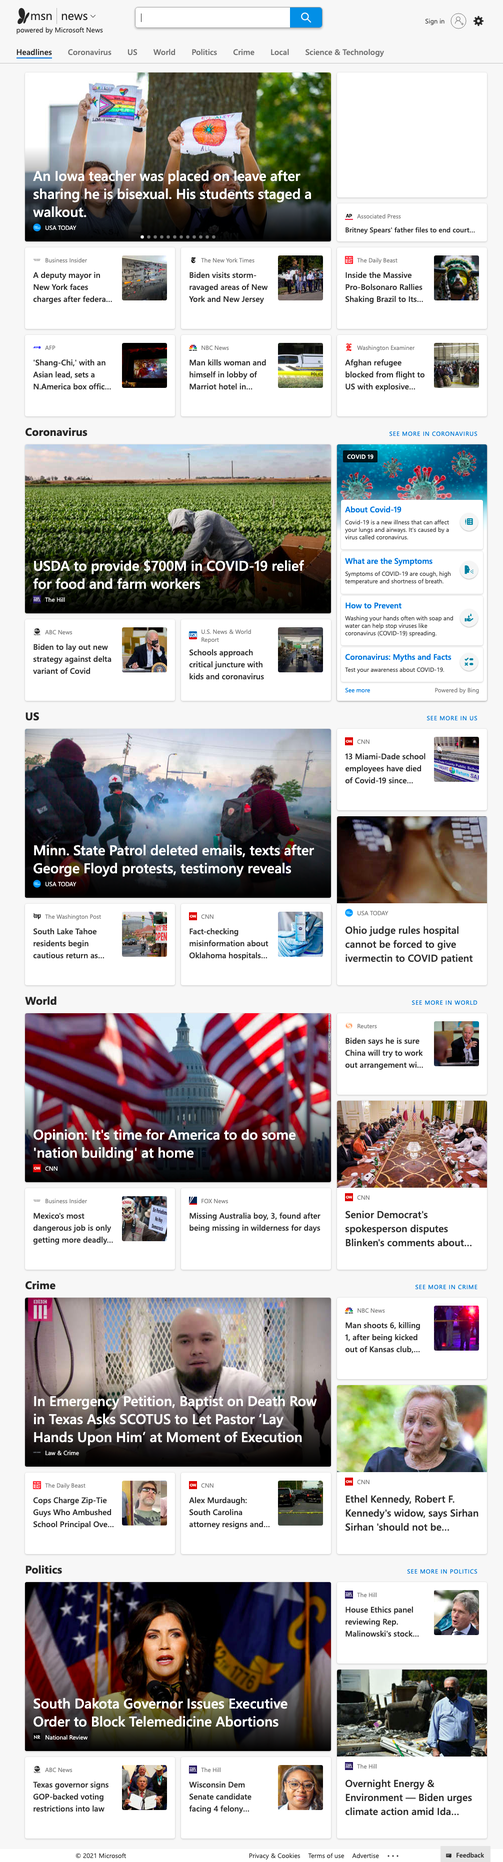 msn news
powered by Microsoft News
Sign in
Headlines Coronavirus US World Politics Crime Local Science & Technology
An Iowa teacher was placed on leave after
sharing he is bisexual. His students staged a
walkout.
USA TODAY
Associated Press
Britney Spears' father files to end court...
Business Insider
A deputy mayor in
New York faces
charges after federa...
The New York Times
Biden visits storm-
ravaged areas of New
York and New Jersey
The Daily Beast
Inside the Massive
Pro-Bolsonaro Rallies
Shaking Brazil to Its...
AFP
'Shang-Chi,' with an
Asian lead, sets a
N.America box offic...
NBC News
Man kills woman and
himself in lobby of
Marriot hotel in...
Washington Examiner
Afghan refugee
blocked from flight to
US with explosive...
Coronavirus
SEE MORE IN CORONAVIRUS
USDA to provide $700M in COVID-19 relief
for food and farm workers
The Hill
COVID 19
About Covid-19
Covid-19 is a new illness that can affect
your lungs and airways. It's caused by a
virus called coronavirus.
What are the Symptoms
Symptoms of COVID-19 are cough, high
temperature and shortness of breath.
How to Prevent
Washing your hands often with soap and
water can help stop viruses like
coronavirus (COVID-19) spreading.
Coronavirus: Myths and Facts
Test your awareness about COVID-19.
See more
Powered by Bing
ABC News
Biden to lay out new
strategy against delta
variant of Covid
U.S. News & World
Report
Schools approach
critical juncture with
kids and coronavirus
US
SEE MORE IN US
Minn. State Patrol deleted emails, texts after
George Floyd protests, testimony reveals
USA TODAY
CNN
13 Miami-Dade school
employees have died
of Covid-19 since...
USA TODAY
Ohio judge rules hospital
cannot be forced to give
ivermectin to COVID patient
The Washington Post
South Lake Tahoe
residents begin
cautious return as...
CNN
Fact-checking
misinformation about
Oklahoma hospitals...
World
SEE MORE IN WORLD
Opinion: It's time for America to do some
'nation building' at home
CNN
Reuters
Biden says he is sure
China will try to work
out arrangement wi...
CNN
Senior Democrat's
spokesperson disputes
Blinken's comments about...
Business Insider
Mexico's most
dangerous job is only
getting more deadly...
FOX News
Missing Australia boy, 3, found after
being missing in wilderness for days
Crime
SEE MORE IN CRIME
In Emergency Petition, Baptist on Death Row
in Texas Asks SCOTUS to Let Pastor ‘Lay
Hands Upon Him’ at Moment of Execution
Law & Crime
NBC News
Man shoots 6, killing
1, after being kicked
out of Kansas club,...
CNN
Ethel Kennedy, Robert F.
Kennedy's widow, says Sirhan
Sirhan 'should not be...
The Daily Beast
Cops Charge Zip-Tie
Guys Who Ambushed
School Principal Ove...
CNN
Alex Murdaugh:
South Carolina
attorney resigns and...
Politics
SEE MORE IN POLITICS
South Dakota Governor Issues Executive
Order to Block Telemedicine Abortions
National Review
The Hill
House Ethics panel
reviewing Rep.
Malinowski's stock...
The Hill
Overnight Energy &
Environment — Biden urges
climate action amid Ida...
ABC News
Texas governor signs
GOP-backed voting
restrictions into law
The Hill
Wisconsin Dem
Senate candidate
facing 4 felony...
© 2021 Microsoft
Privacy & Cookies Terms of use Advertise ...
Feedback